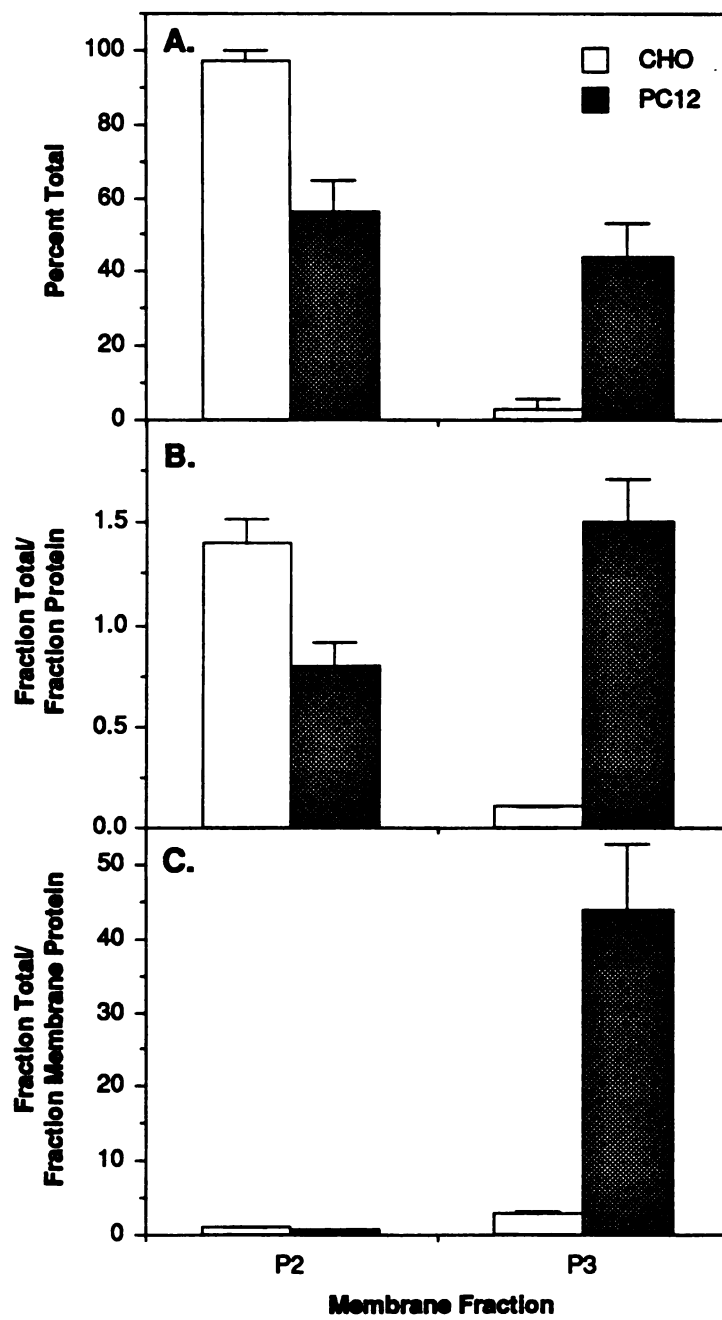 A.
CHO
PC12
100
80
60
40
20
0
Percent Total
B.
1.5
1.0
0.5
0.0
Fraction Total/
Fraction Protein
C.
50
40
30
20
10
0
Fraction Total/
Fraction Membrane Protein
P2 P3
Membrane Fraction